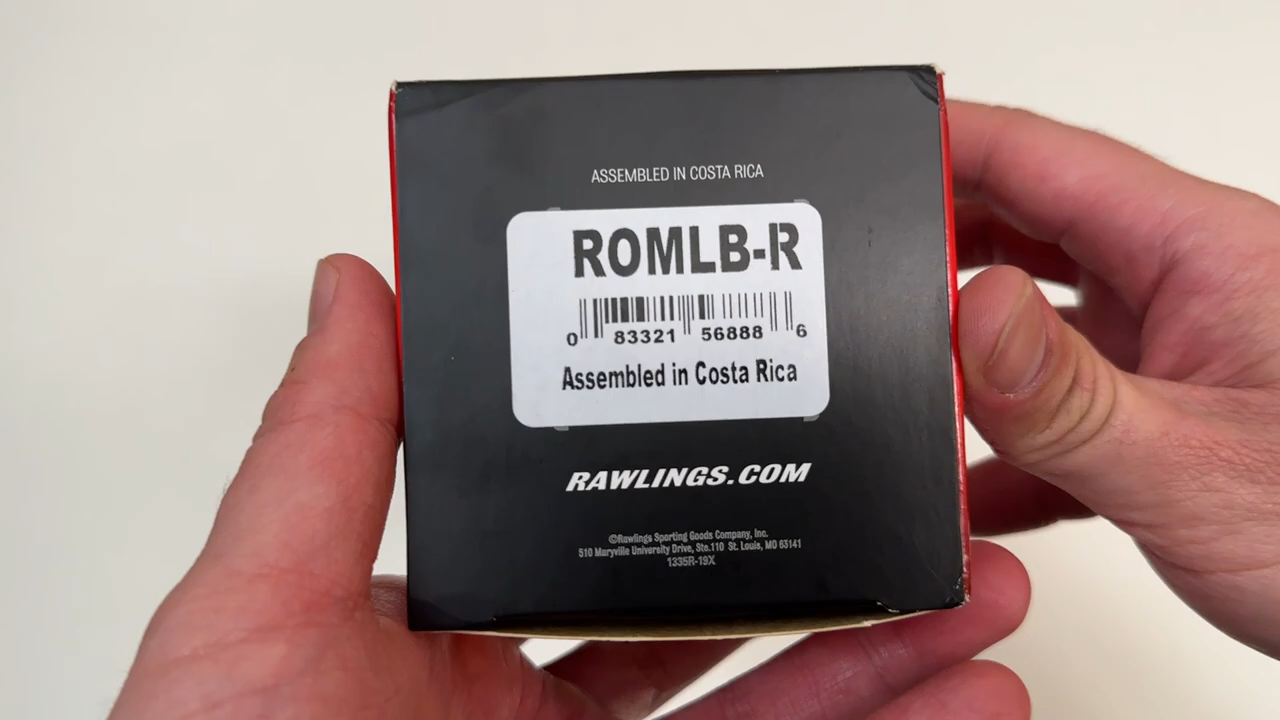 ASSEMBLED IN COSTA RICA
ROMLB-R
0 83321 56888 6
Assembled in Costa Rica
RAWLINGS.COM
©Rawlings Sporting Goods Company, Inc.
510 Maryville University Drive, Ste.110 St. Louis, MO 63141
1335R-19X